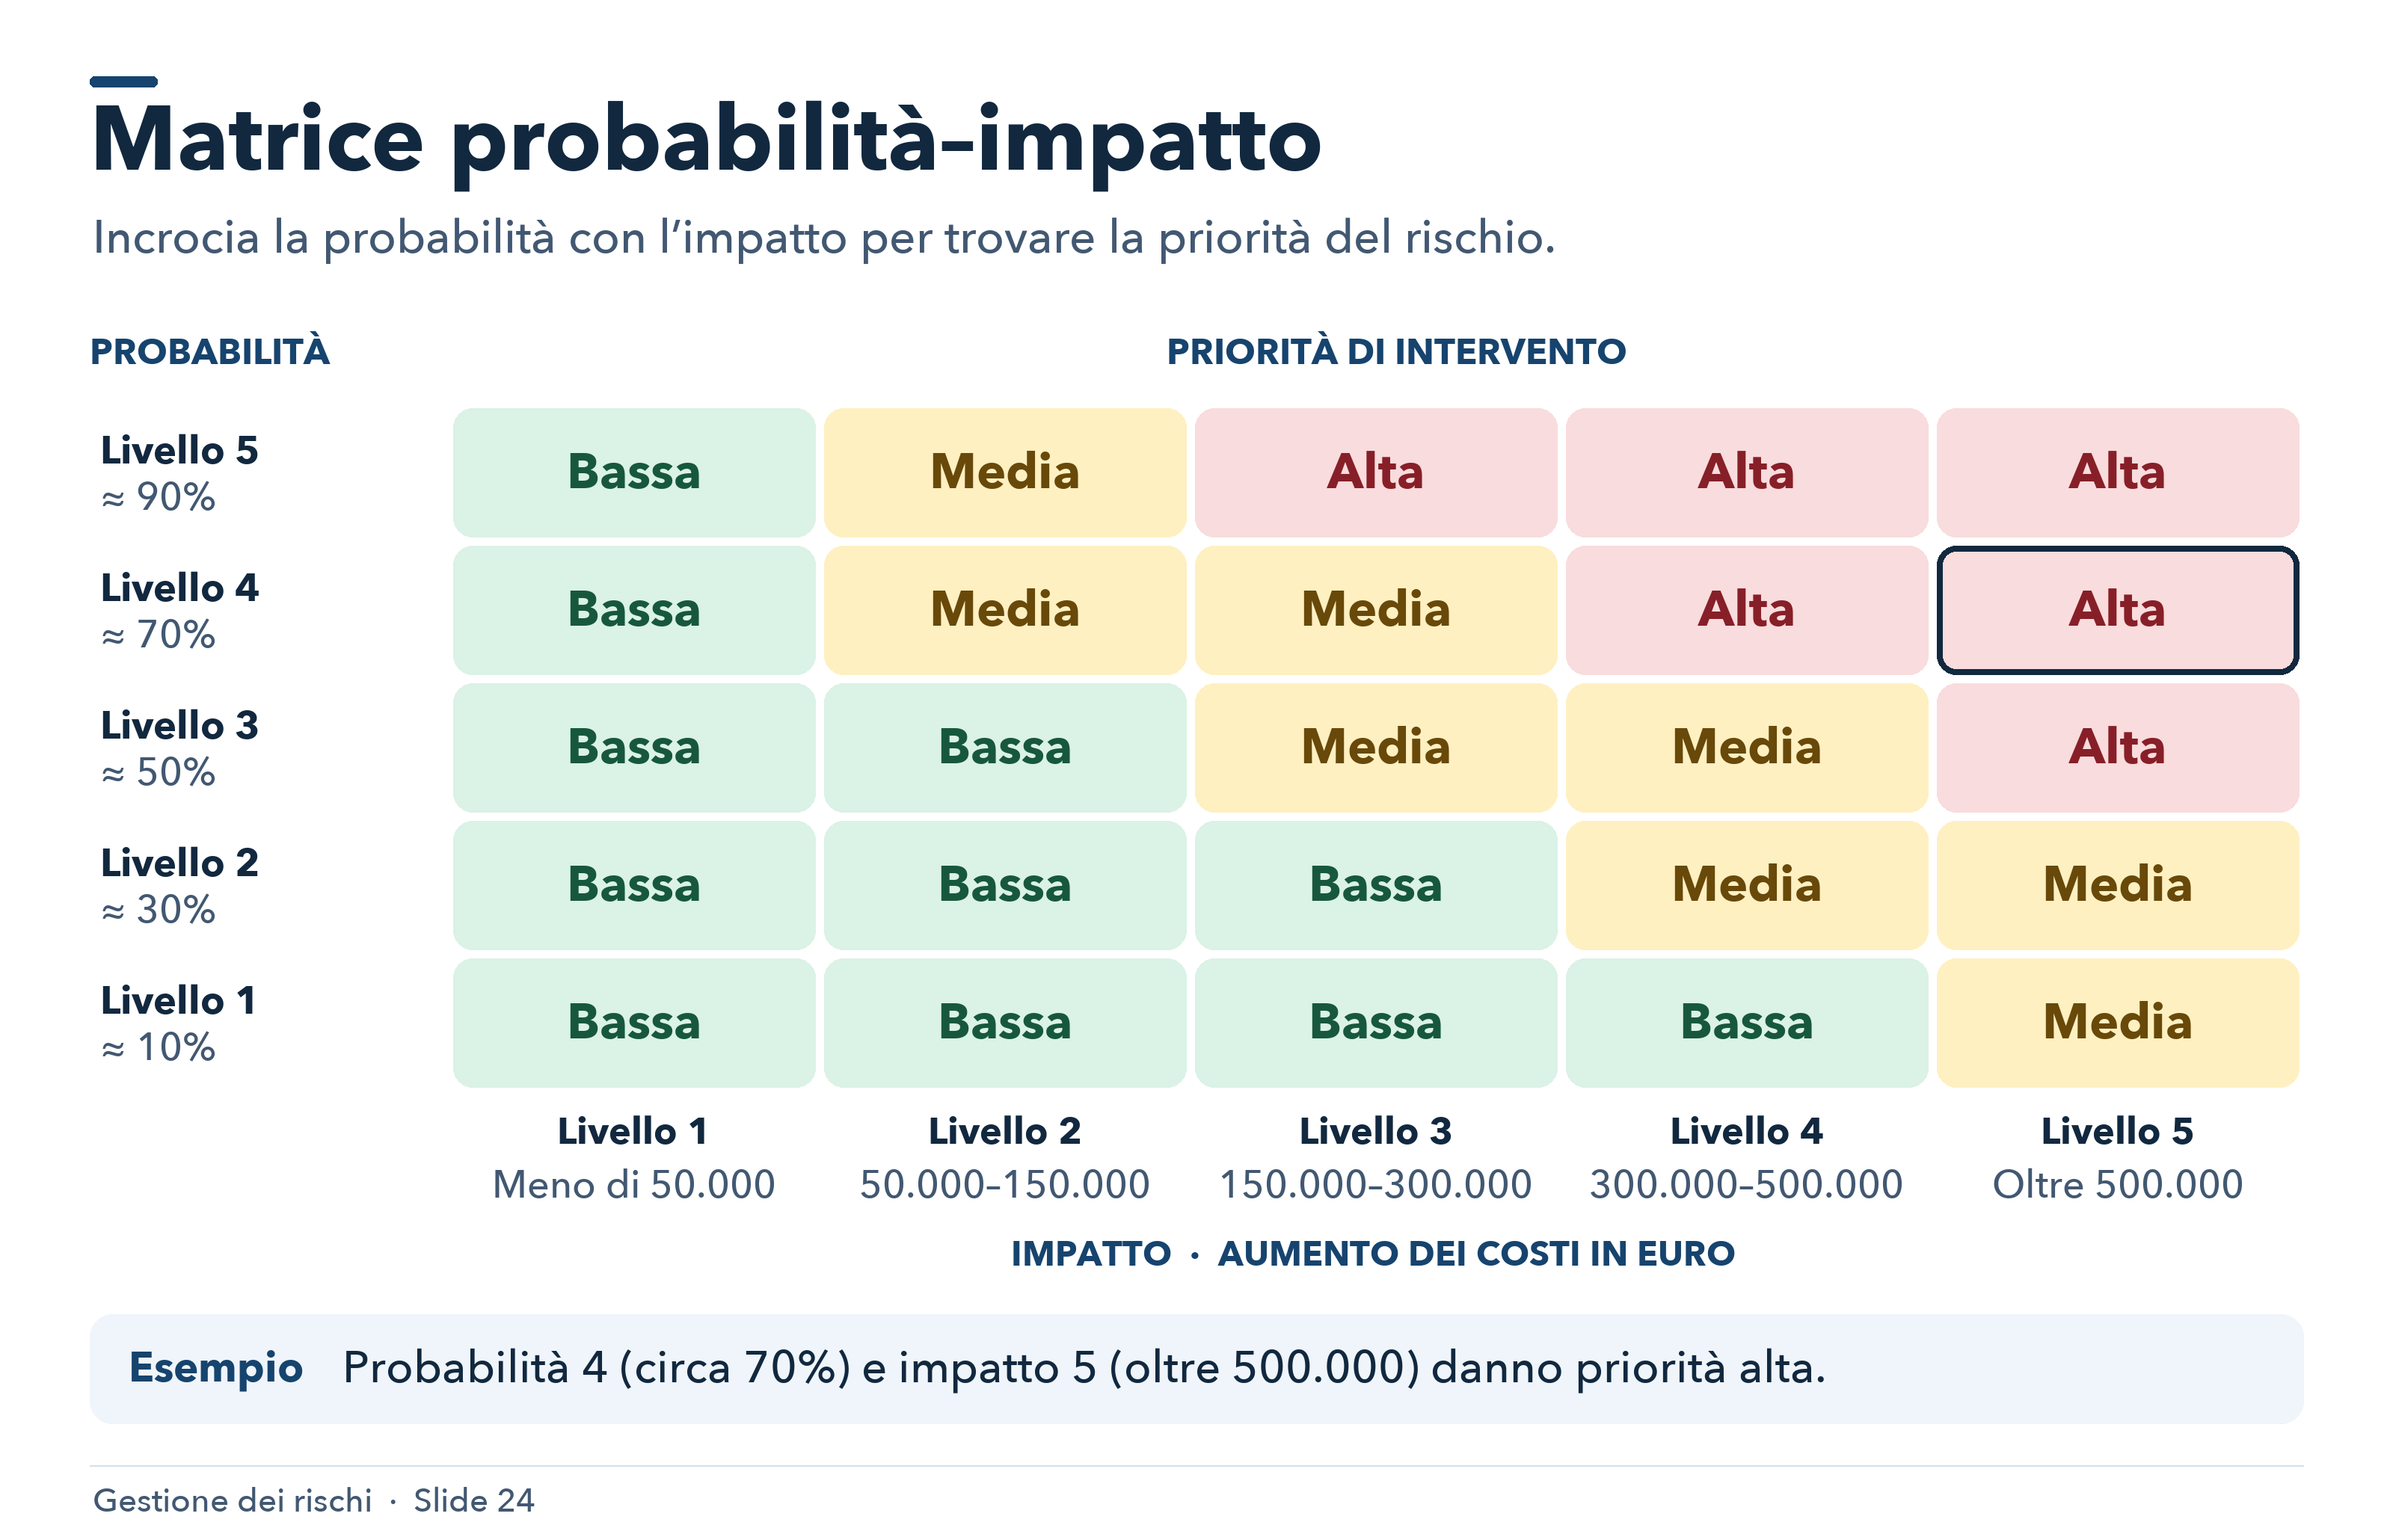 Matrice probabilità–impatto
Incrocia la probabilità con l’impatto per trovare la priorità del rischio.
PROBABILITÀ PRIORITÀ DI INTERVENTO
Livello 5
≈ 90%
Bassa Media Alta Alta Alta
Livello 4
≈ 70%
Bassa Media Media Alta Alta
Livello 3
≈ 50%
Bassa Bassa Media Media Alta
Livello 2
≈ 30%
Bassa Bassa Bassa Media Media
Livello 1
≈ 10%
Bassa Bassa Bassa Bassa Media
Livello 1 Livello 2 Livello 3 Livello 4 Livello 5
Meno di 50.000 50.000–150.000 150.000–300.000 300.000–500.000 Oltre 500.000
IMPATTO · AUMENTO DEI COSTI IN EURO
Esempio Probabilità 4 (circa 70%) e impatto 5 (oltre 500.000) danno priorità alta.
Gestione dei rischi · Slide 24